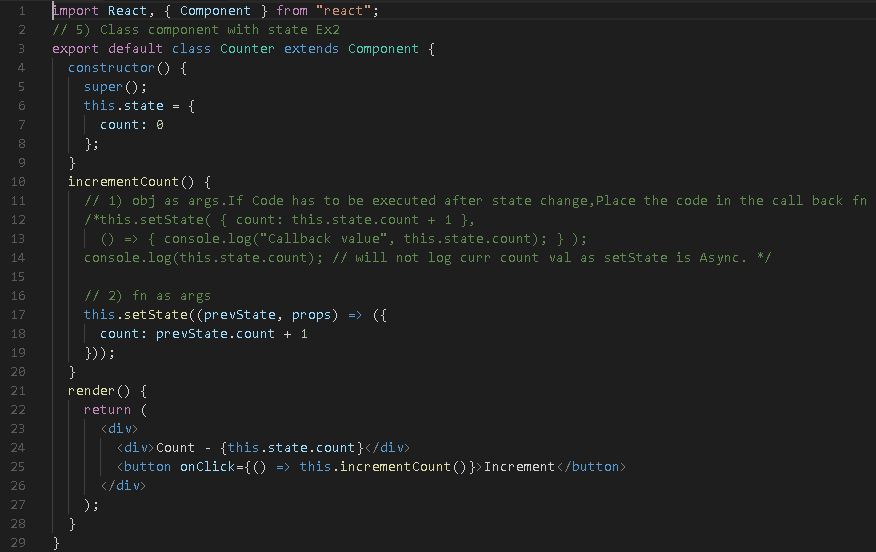 1 import React, { Component } from "react";
2 // 5) Class component with state Ex2
3 export default class Counter extends Component {
4   constructor() {
5     super();
6     this.state = {
7       count: 0
8     };
9   }
10   incrementCount() {
11     // 1) obj as args.If Code has to be executed after state change,Place the code in the call back fn
12     /*this.setState( { count: this.state.count + 1 },
13       () => { console.log("Callback value", this.state.count); } );
14     console.log(this.state.count); // will not log curr count val as setState is Async. */
15
16     // 2) fn as args
17     this.setState((prevState, props) => ({
18       count: prevState.count + 1
19     }));
20   }
21   render() {
22     return (
23       <div>
24         <div>Count - {this.state.count}</div>
25         <button onClick={() => this.incrementCount()}>Increment</button>
26       </div>
27     );
28   }
29 }